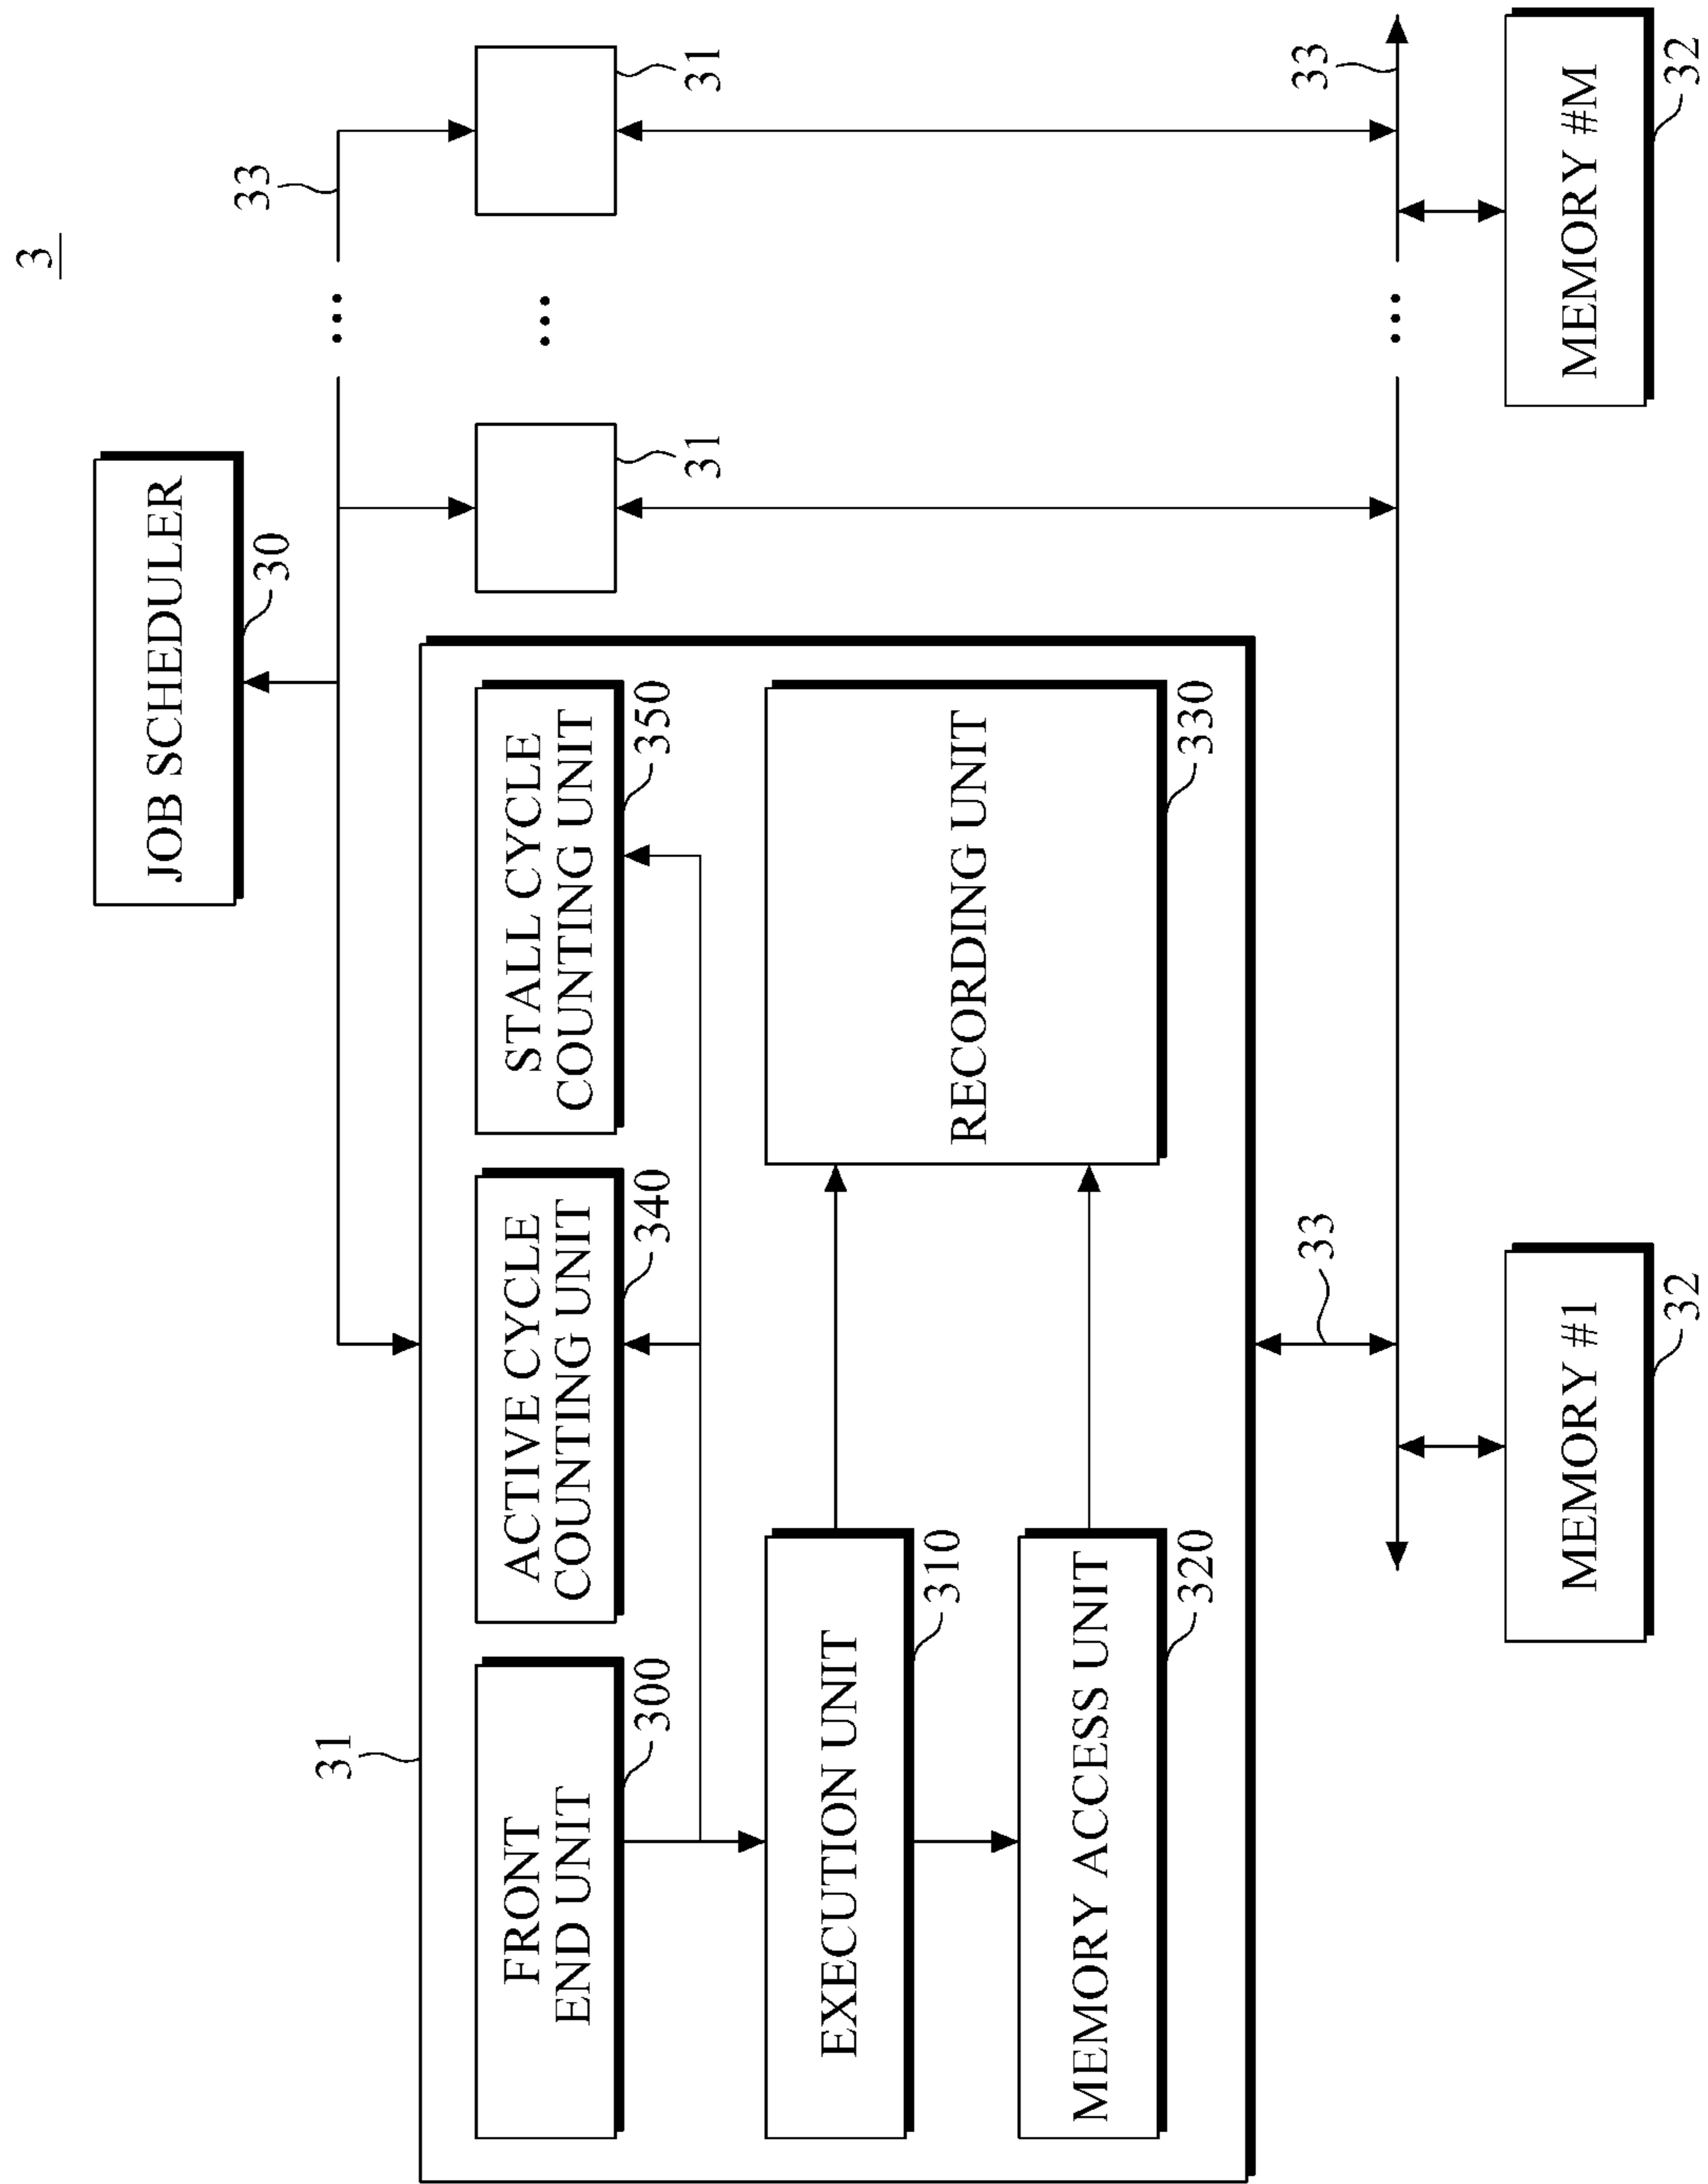 3
JOB SCHEDULER
30
33
31
FRONT
END UNIT
300
ACTIVE CYCLE
COUNTING UNIT
340
STALL CYCLE
COUNTING UNIT
350
31
...
31
...
EXECUTION UNIT
310
RECORDING UNIT
330
MEMORY ACCESS UNIT
320
33
33
...
MEMORY #1
32
MEMORY #M
32